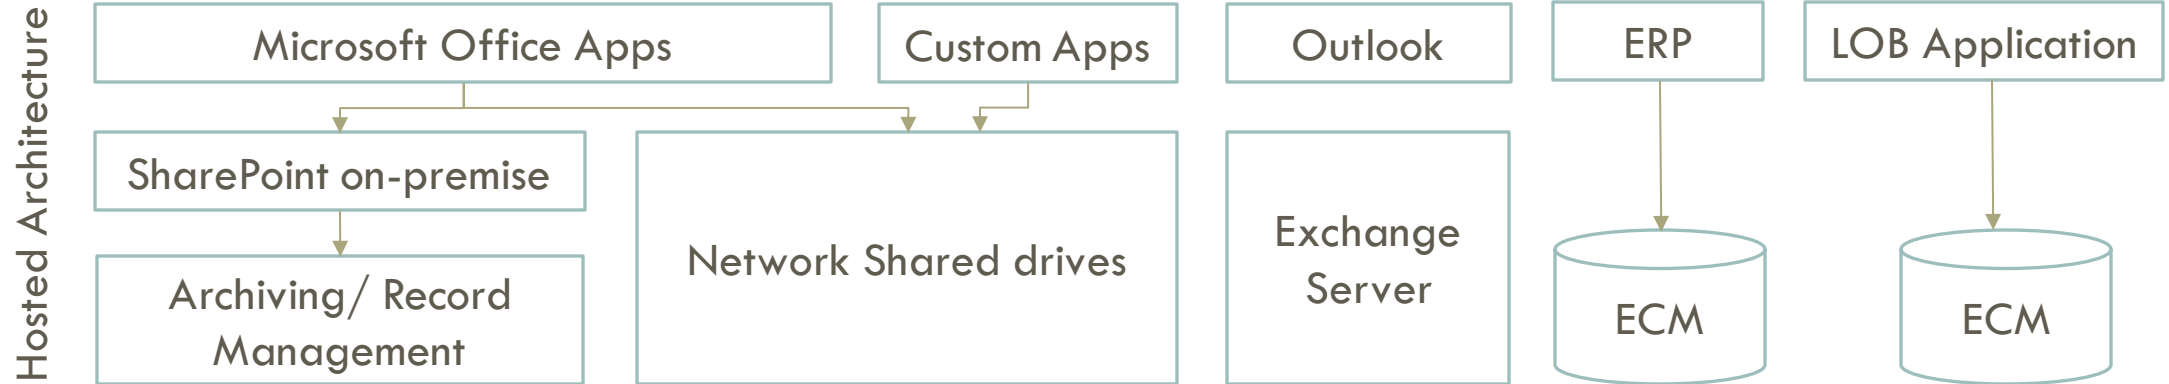 Hosted Architecture
Microsoft Office Apps
Custom Apps
Outlook
ERP
LOB Application
SharePoint on-premise
Archiving/ Record
Management
Network Shared drives
Exchange
Server
ECM
ECM